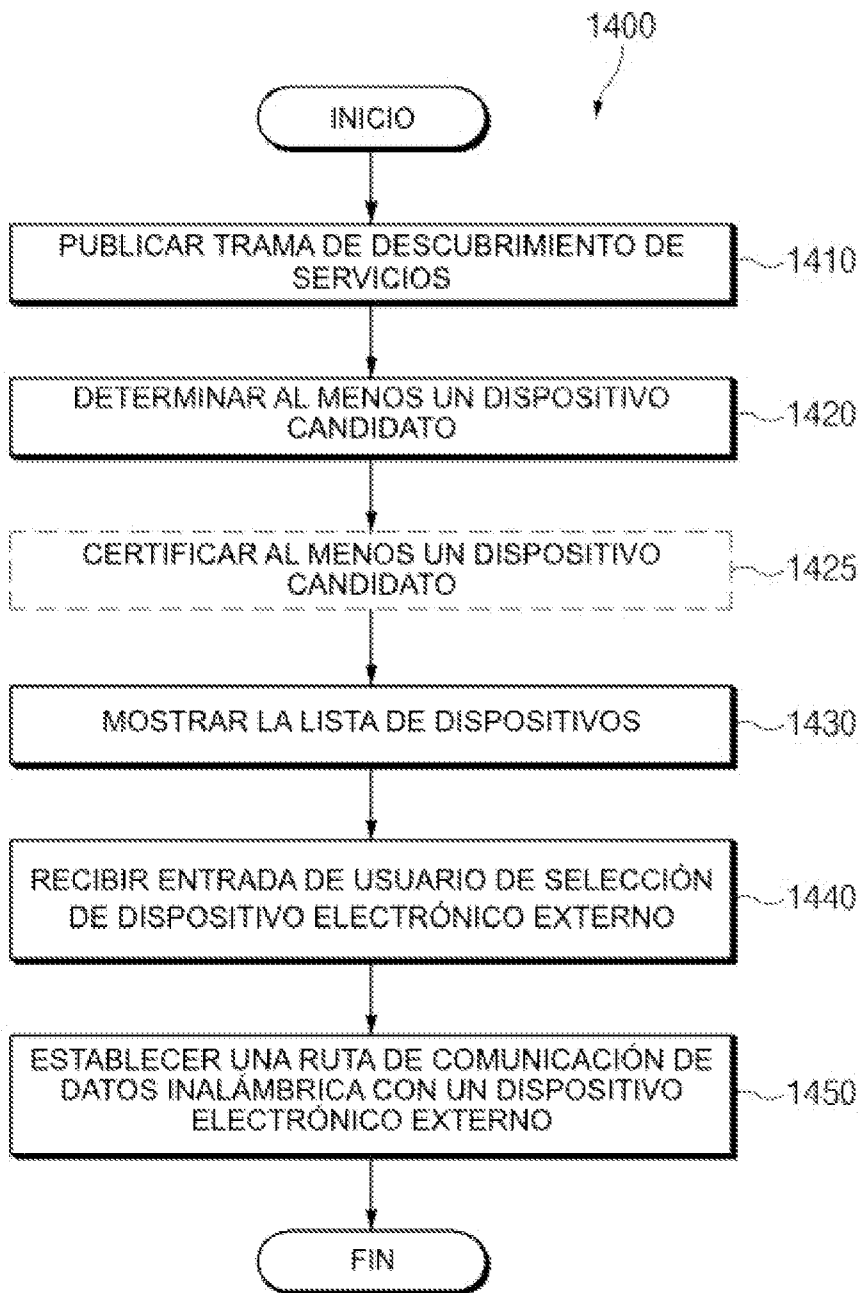 1400
INICIO
PUBLICAR TRAMA DE DESCUBRIMIENTO DE
SERVICIOS
1410
DETERMINAR AL MENOS UN DISPOSITIVO
CANDIDATO
1420
CERTIFICAR AL MENOS UN DISPOSITIVO
CANDIDATO
1425
MOSTRAR LA LISTA DE DISPOSITIVOS
1430
RECIBIR ENTRADA DE USUARIO DE SELECCIÓN
DE DISPOSITIVO ELECTRÓNICO EXTERNO
1440
ESTABLECER UNA RUTA DE COMUNICACIÓN DE
DATOS INALÁMBRICA CON UN DISPOSITIVO
ELECTRÓNICO EXTERNO
1450
FIN